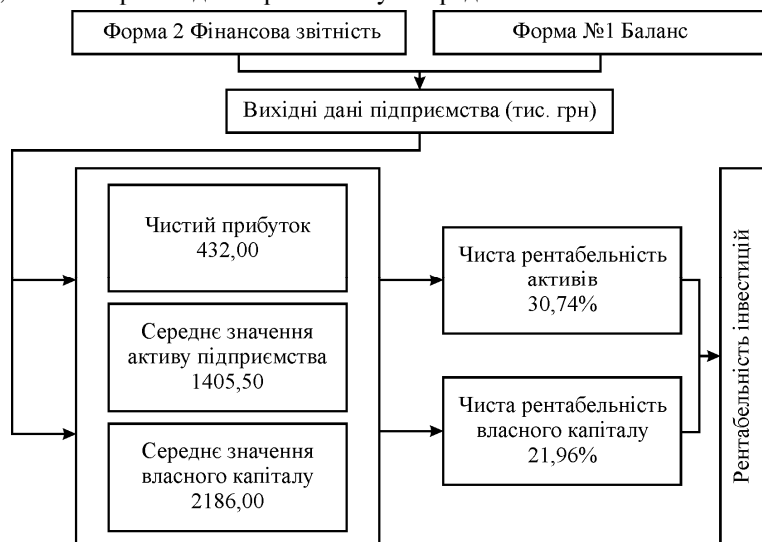 Форма 2 Фінансова звітність
Форма №1 Баланс
Вихідні дані підприємства (тис. грн)
Чистий прибуток
432,00
Середнє значення
активу підприємства
1405,50
Середнє значення
власного капіталу
2186,00
Чиста рентабельність
активів
30,74%
Чиста рентабельність
власного капіталу
21,96%
Рентабельність інвестицій